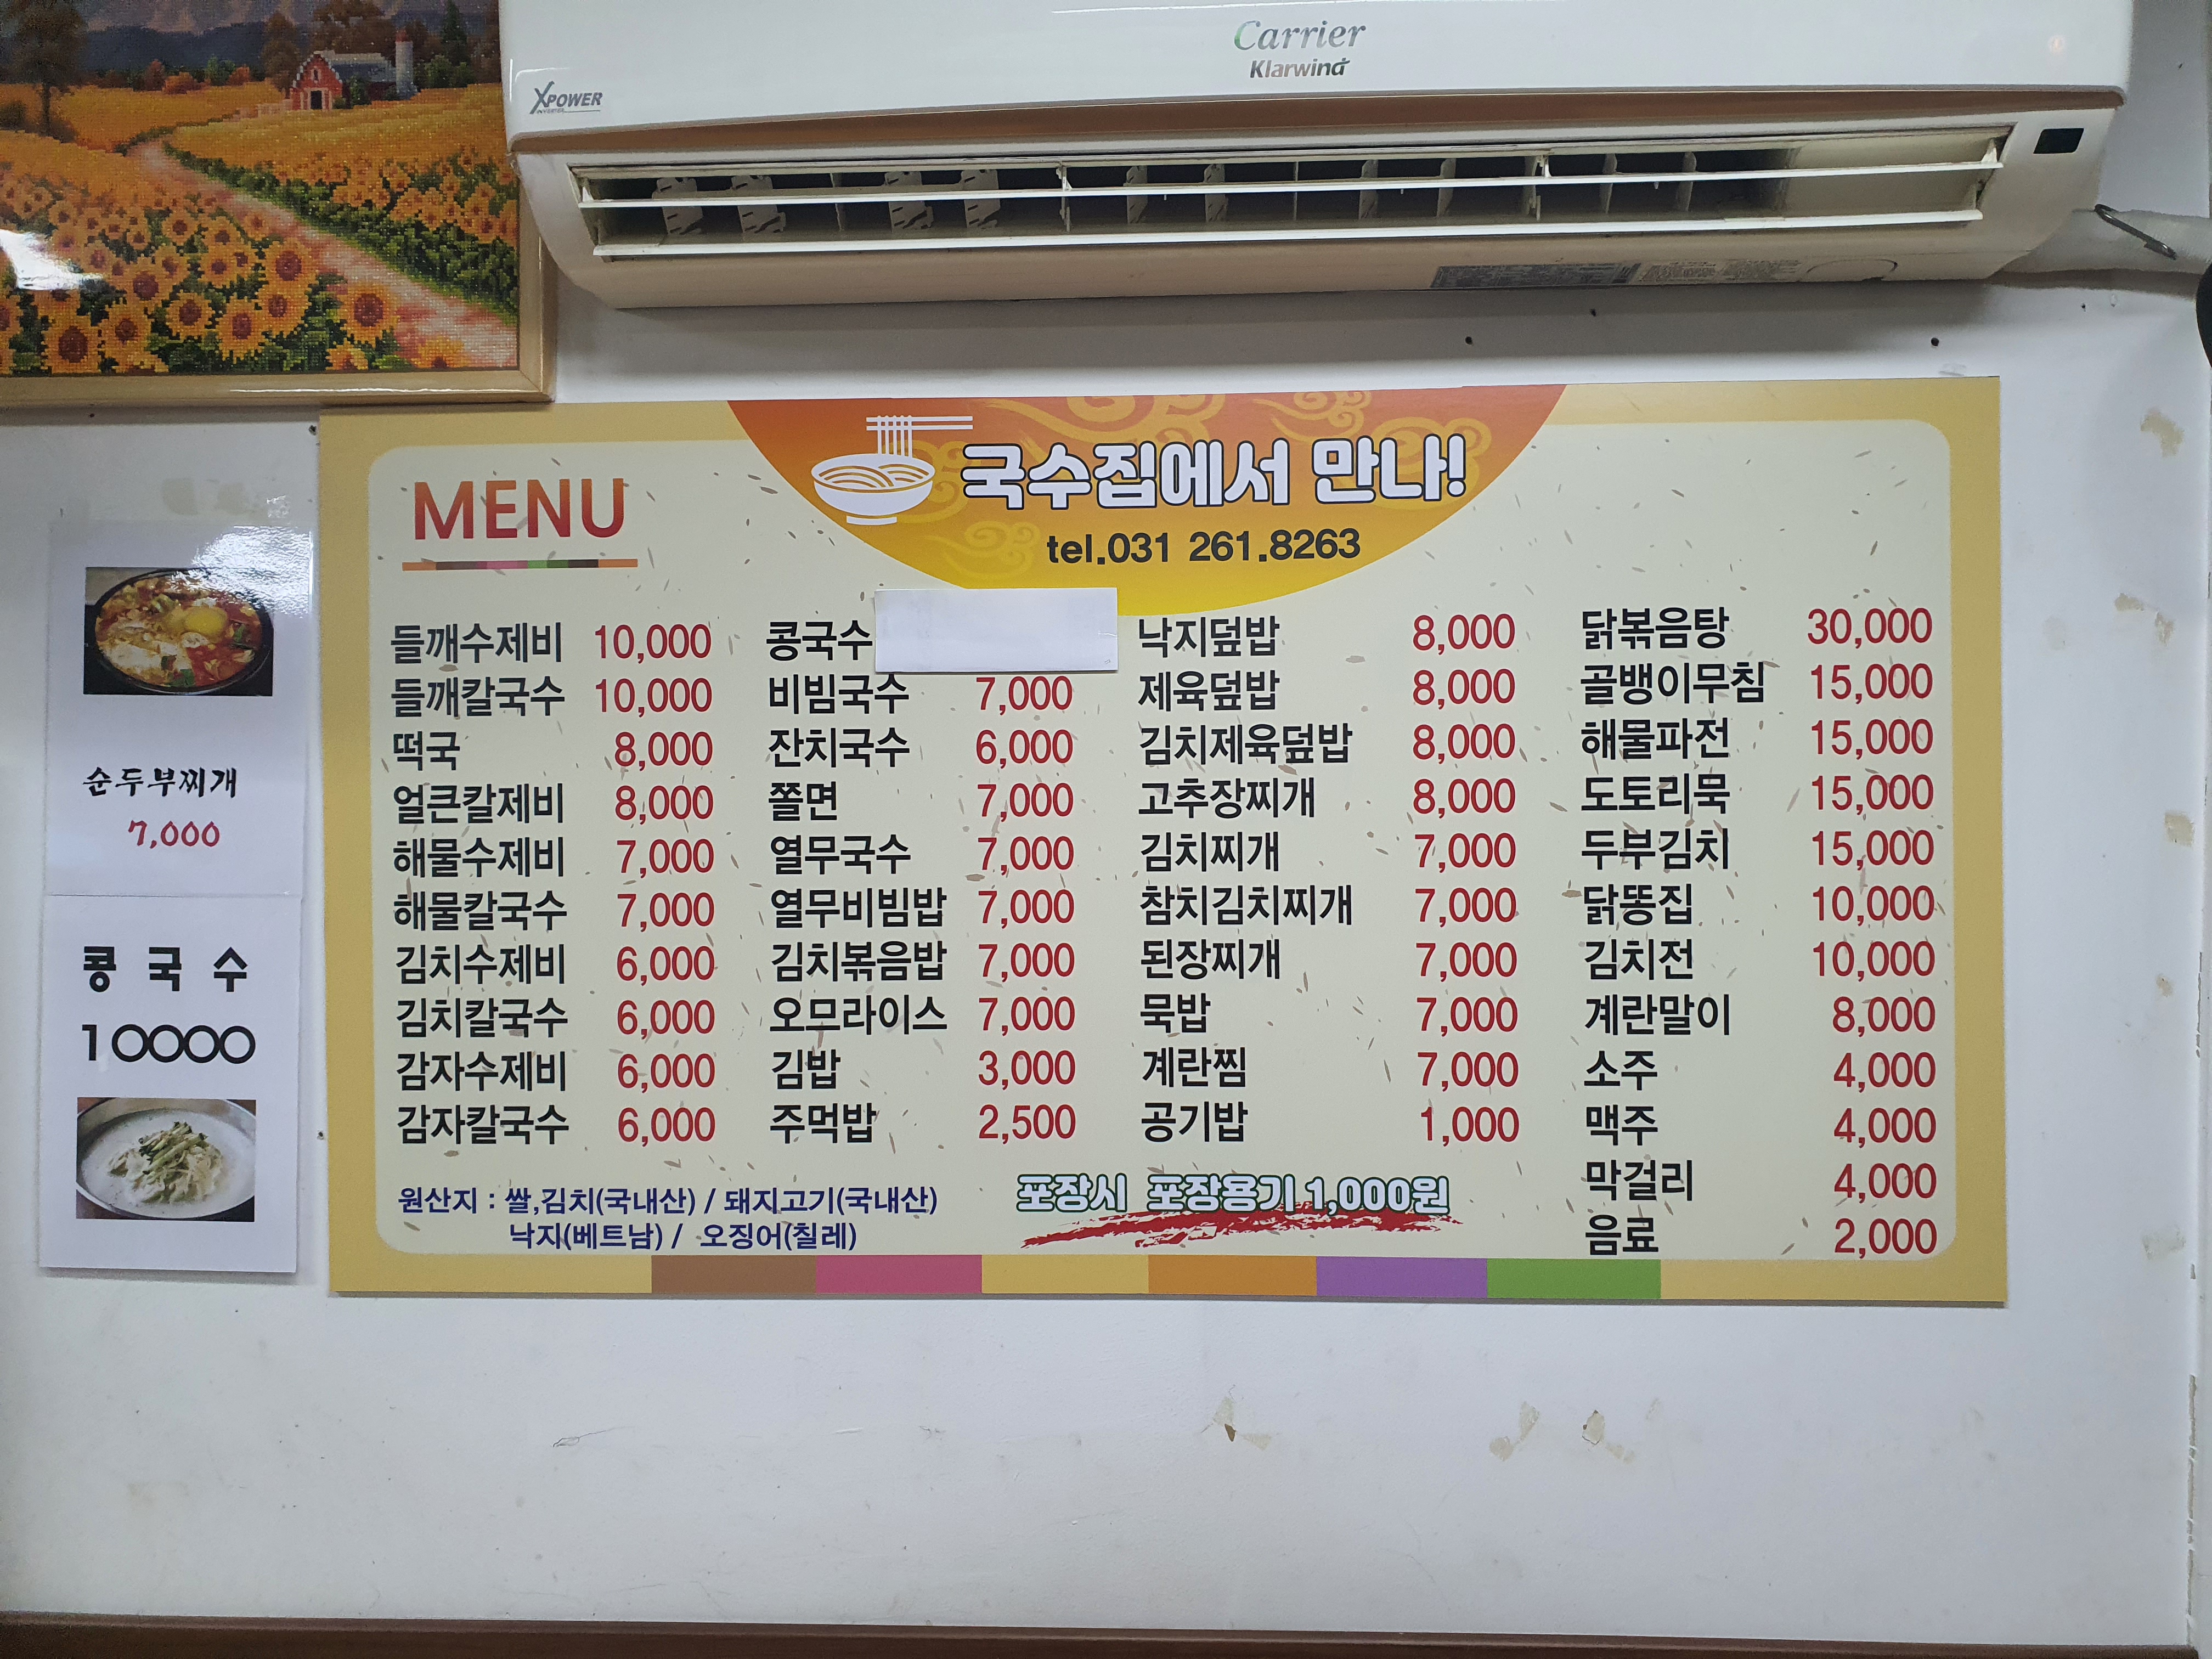 Carrier
Klarwind
XPOWER
INVERTER
국수집에서 만나!
tel.031 261.8263
MENU
들깨수제비 10,000
들깨칼국수 10,000
떡국 8,000
얼큰칼제비 8,000
해물수제비 7,000
해물칼국수 7,000
김치수제비 6,000
김치칼국수 6,000
감자수제비 6,000
감자칼국수 6,000
콩국수
비빔국수 7,000
잔치국수 6,000
쫄면 7,000
열무국수 7,000
열무비빔밥 7,000
김치볶음밥 7,000
오므라이스 7,000
김밥 3,000
주먹밥 2,500
낙지덮밥 8,000
제육덮밥 8,000
김치제육덮밥 8,000
고추장찌개 8,000
김치찌개 7,000
참치김치찌개 7,000
된장찌개 7,000
묵밥 7,000
계란찜 7,000
공기밥 1,000
닭볶음탕 30,000
골뱅이무침 15,000
해물파전 15,000
도토리묵 15,000
두부김치 15,000
닭똥집 10,000
김치전 10,000
계란말이 8,000
소주 4,000
맥주 4,000
막걸리 4,000
음료 2,000
원산지 : 쌀,김치(국내산) / 돼지고기(국내산)
낙지(베트남) / 오징어(칠레)
포장시 포장용기 1,000원
순두부찌개
7,000
콩 국 수
10000